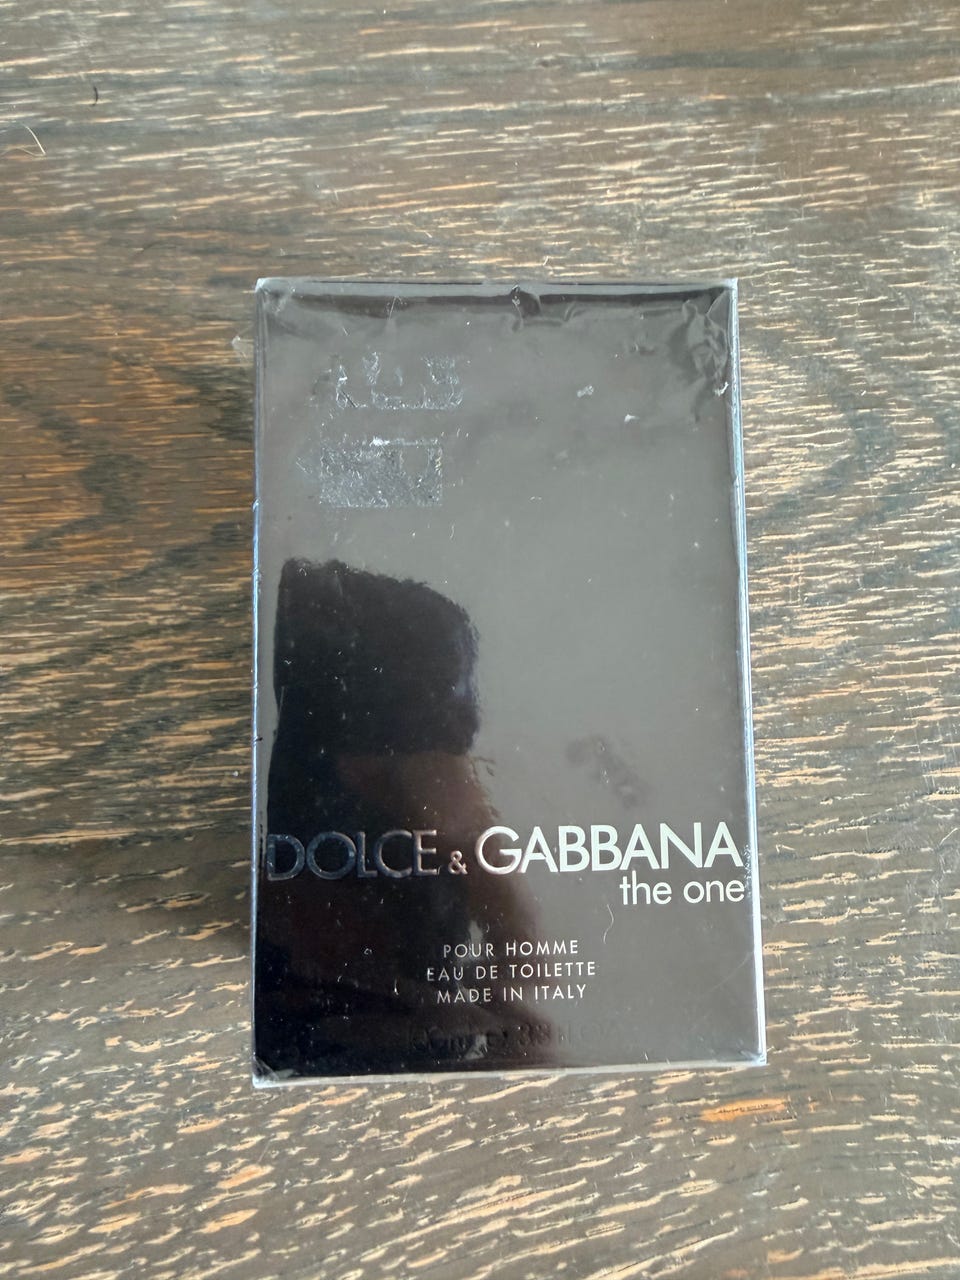 DOLCE & GABBANA
the one
POUR HOMME
EAU DE TOILETTE
MADE IN ITALY